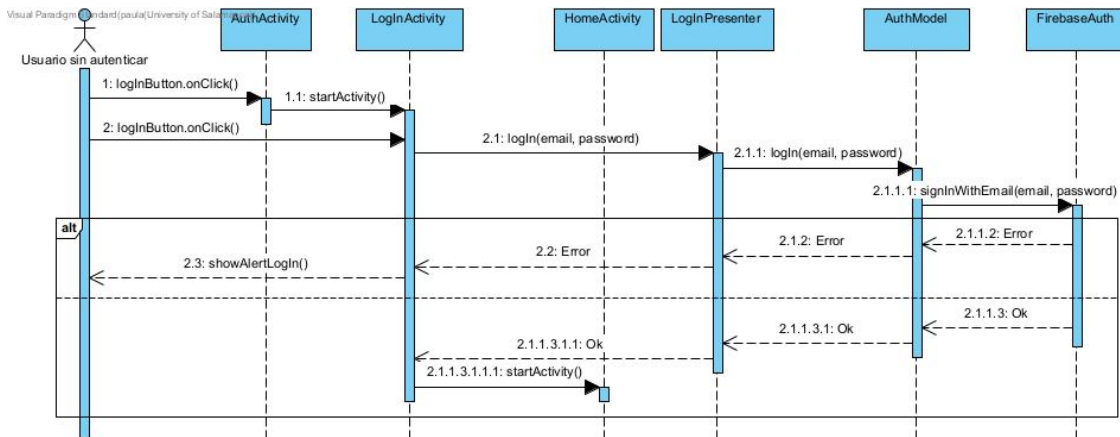 Visual Paradigm Standard(paula(University of Salamanca))
AuthActivity
LogInActivity
HomeActivity
LogInPresenter
AuthModel
FirebaseAuth
Usuario sin autenticar
1: logInButton.onClick()
1.1: startActivity()
2: logInButton.onClick()
2.1: logIn(email, password)
2.1.1: logIn(email, password)
2.1.1.1: signInWithEmail(email, password)
alt
2.1.1.2: Error
2.1.2: Error
2.2: Error
2.3: showAlertLogIn()
2.1.1.3: Ok
2.1.1.3.1: Ok
2.1.1.3.1.1: Ok
2.1.1.3.1.1.1: startActivity()